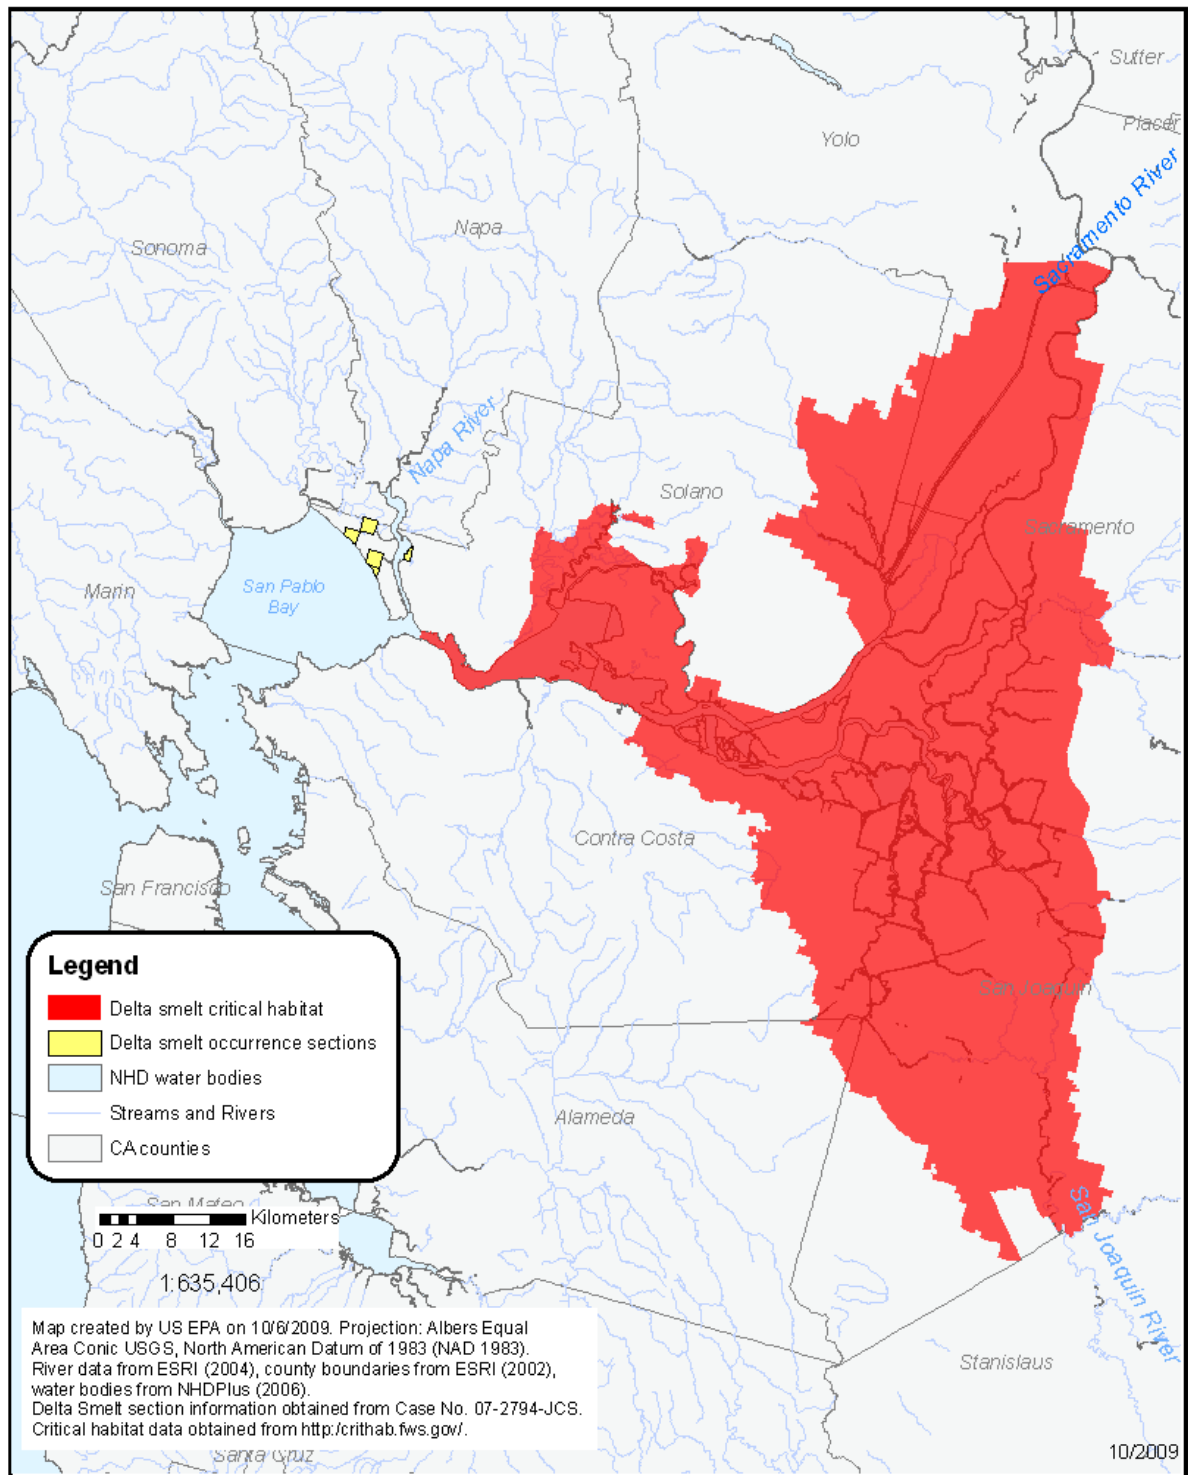 Sutter
Placer
Yolo
Sacramento River
Napa
Sonoma
Napa River
Solano
Sacramento
San Pablo
Bay
Marin
Contra Costa
San Francisco
San Joaquin
Legend
Delta smelt critical habitat
Delta smelt occurrence sections
NHD water bodies
Streams and Rivers
CA counties
Alameda
San Mateo
Kilometers
0 2 4 8 12 16
1:635,406
San Joaquin River
Stanislaus
Map created by US EPA on 10/6/2009. Projection: Albers Equal
Area Conic USGS, North American Datum of 1983 (NAD 1983).
River data from ESRI (2004), county boundaries from ESRI (2002),
water bodies from NHDPlus (2006).
Delta Smelt section information obtained from Case No. 07-2794-JCS.
Critical habitat data obtained from http:/crithab.fws.gov/.
Santa Cruz
10/2009